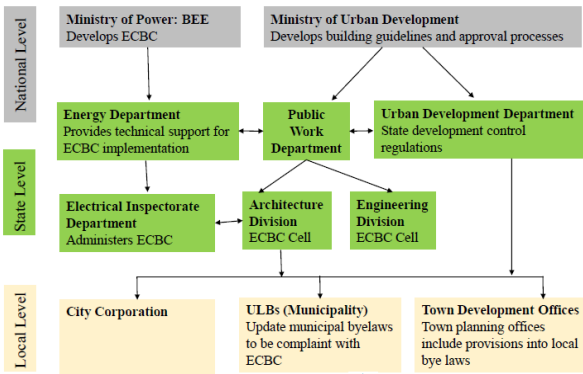 National Level
Ministry of Power: BEE
Develops ECBC
Ministry of Urban Development
Develops building guidelines and approval processes
State Level
Energy Department
Provides technical support for
ECBC implementation
Public
Work
Department
Urban Development Department
State development control
regulations
Electrical Inspectorate
Department
Administers ECBC
Architecture
Division
ECBC Cell
Engineering
Division
ECBC Cell
Local Level
City Corporation
ULBs (Municipality)
Update municipal byelaws
to be complaint with
ECBC
Town Development Offices
Town planning offices
include provisions into local
bye laws